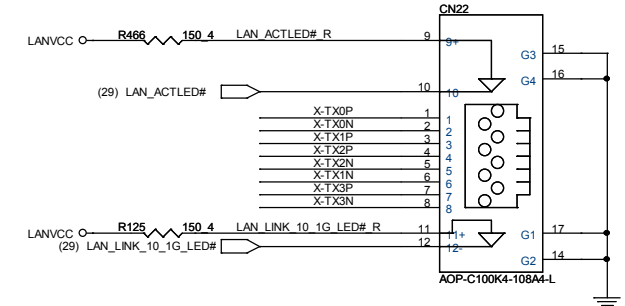 CN22
LANVCC R466 150_4 LAN_ACTLED#_R 9 9+
G3 15
G4 16
(29) LAN_ACTLED# 10 10
X-TX0P 1 1
X-TX0N 2 2
X-TX1P 3 3
X-TX2P 4 4
X-TX2N 5 5
X-TX1N 6 6
X-TX3P 7 7
X-TX3N 8 8
LANVCC R125 150_4 LAN_LINK_10_1G_LED#_R 11 11+
G1 17
(29) LAN_LINK_10_1G_LED# 12 12-
G2 14
AOP-C100K4-108A4-L